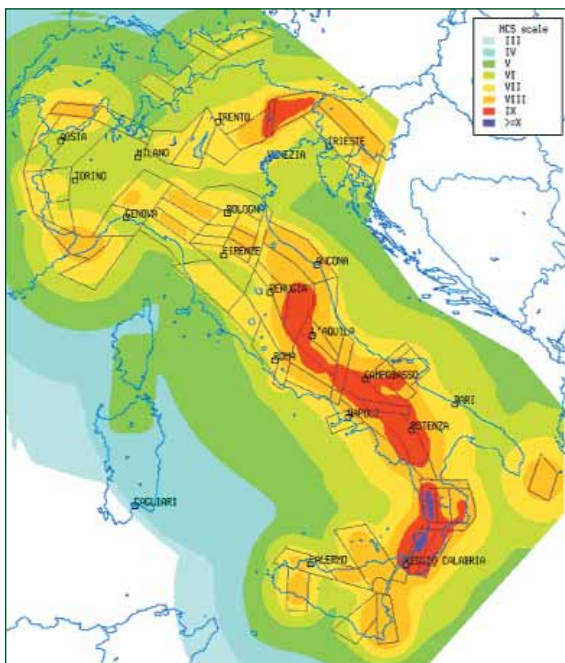 MCS scale
III
IV
V
VI
VII
VIII
IX
>=X
TRENTO
AOSTA
MILANO
VENEZIA
TRIESTE
TORINO
GENOVA
BOLOGNA
FIRENZE
ANCONA
PERUGIA
L'AQUILA
ROMA
CAMPOBASSO
NAPOLI
BARI
POTENZA
CAGLIARI
PALERMO
REGGIO CALABRIA